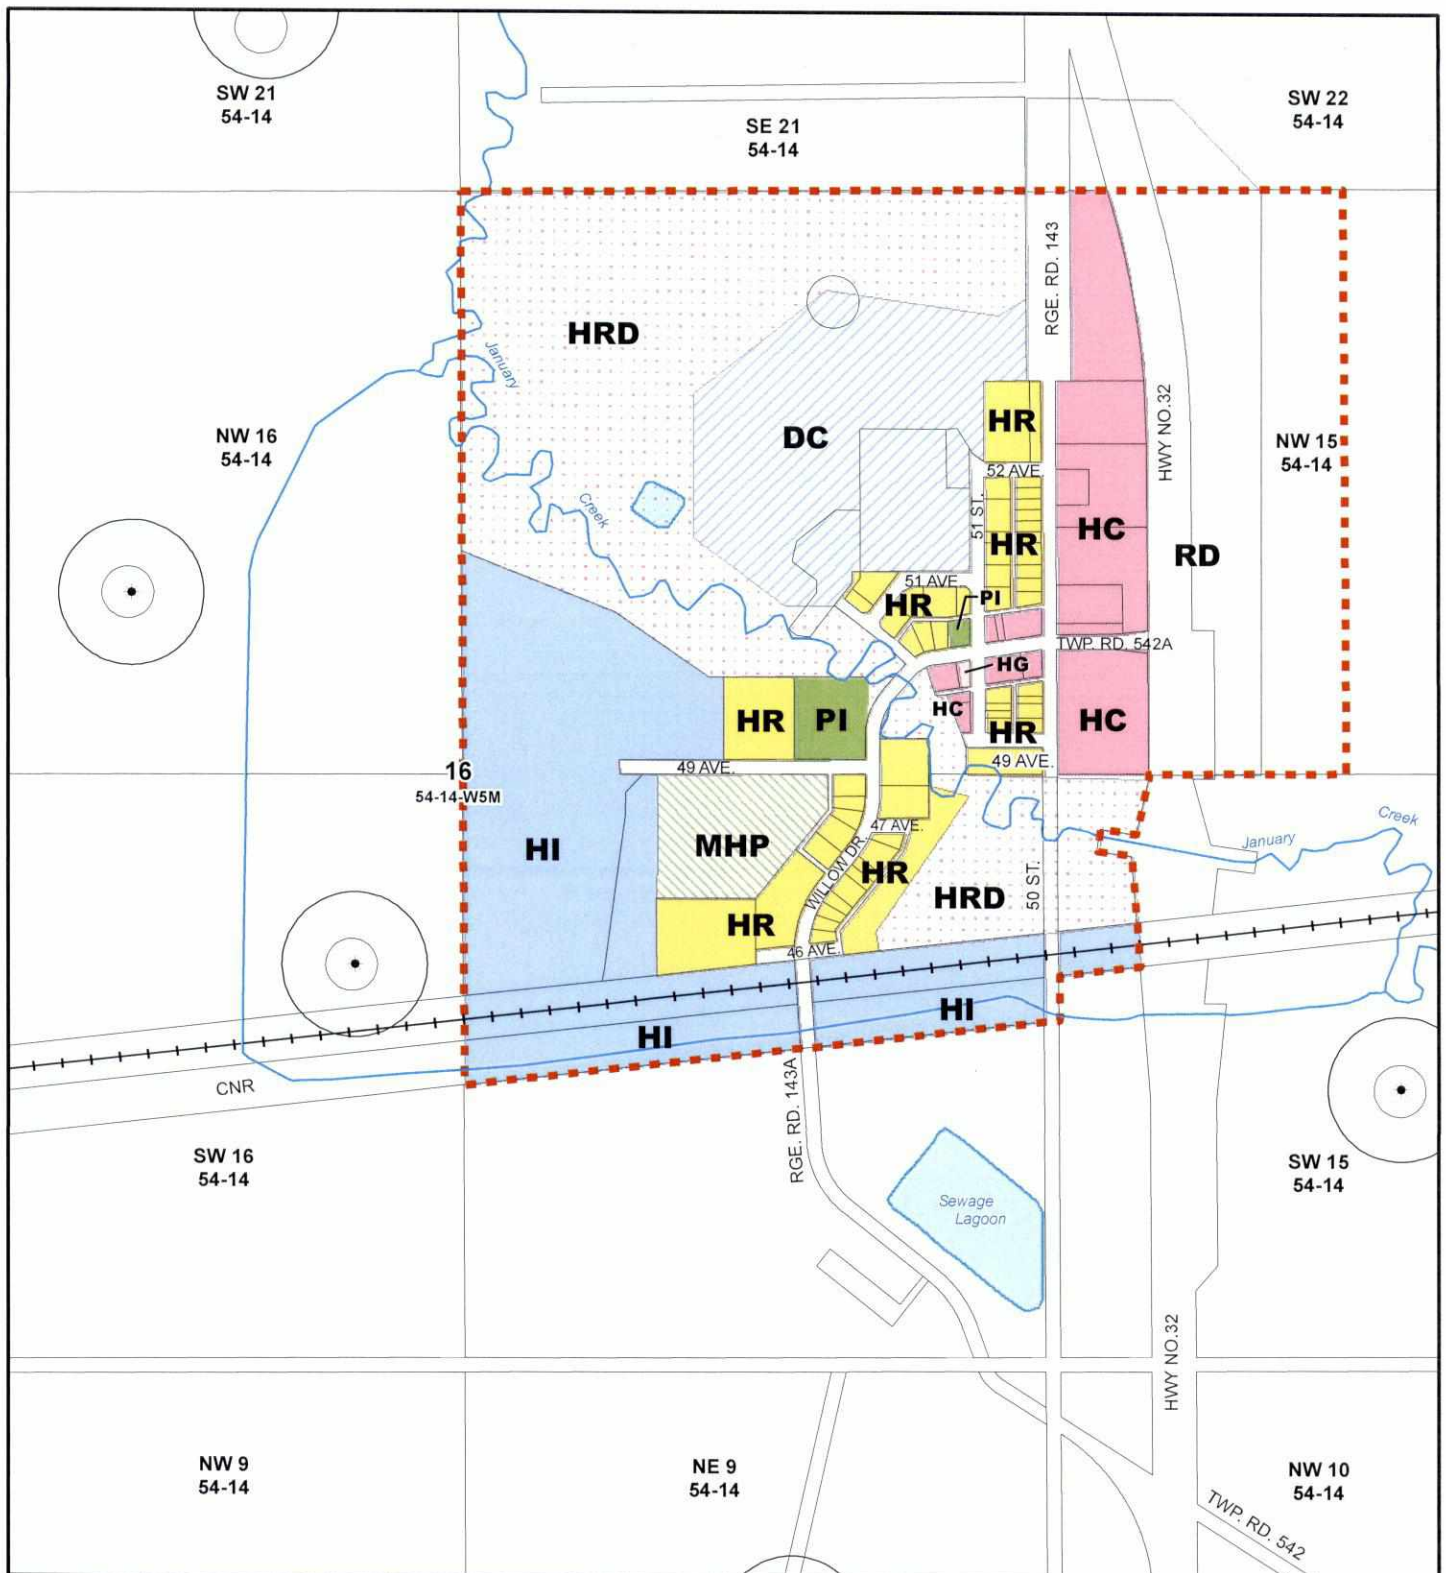 SW 21
54-14
SW 22
54-14
SE 21
54-14
RGE. RD. 143
HRD
January
HWY NO.32
NW 16
54-14
DC
HR
NW 15
54-14
52 AVE.
Creek
51 ST.
HR
HC
RD
51 AVE
HR
PI
TWP. RD. 542A
HG
HR
PI
HC
HC
HR
49 AVE.
49 AVE.
16
54-14-W5M
Creek
January
47 AVE.
MHP
HI
WILLOW DR.
HR
50 ST.
HRD
HR
46 AVE.
HI
HI
CNR
RGE. RD. 143A
SW 16
54-14
SW 15
54-14
Sewage
Lagoon
HWY NO.32
NW 9
54-14
NE 9
54-14
NW 10
54-14
TWP. RD. 542